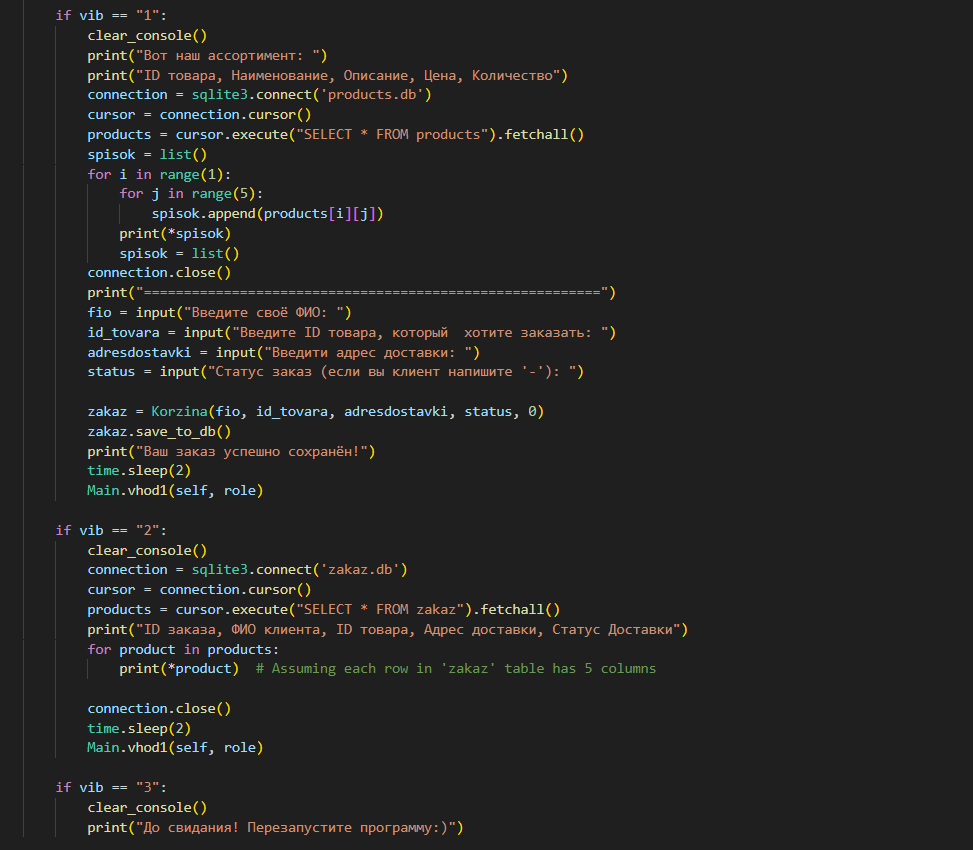 if vib == "1":
clear_console()
print("Вот наш ассортимент: ")
print("ID товара, Наименование, Описание, Цена, Количество")
connection = sqlite3.connect('products.db')
cursor = connection.cursor()
products = cursor.execute("SELECT * FROM products").fetchall()
spisok = list()
for i in range(1):
for j in range(5):
spisok.append(products[i][j])
print(*spisok)
spisok = list()
connection.close()
print("=========================================================")
fio = input("Введите своё ФИО: ")
id_tovara = input("Введите ID товара, который  хотите заказать: ")
adresdostavki = input("Введити адрес доставки: ")
status = input("Статус заказ (если вы клиент напишите '-'): ")
zakaz = Korzina(fio, id_tovara, adresdostavki, status, 0)
zakaz.save_to_db()
print("Ваш заказ успешно сохранён!")
time.sleep(2)
Main.vhod1(self, role)
if vib == "2":
clear_console()
connection = sqlite3.connect('zakaz.db')
cursor = connection.cursor()
products = cursor.execute("SELECT * FROM zakaz").fetchall()
print("ID заказа, ФИО клиента, ID товара, Адрес доставки, Статус Доставки")
for product in products:
print(*product)  # Assuming each row in 'zakaz' table has 5 columns
connection.close()
time.sleep(2)
Main.vhod1(self, role)
if vib == "3":
clear_console()
print("До свидания! Перезапустите программу:)")